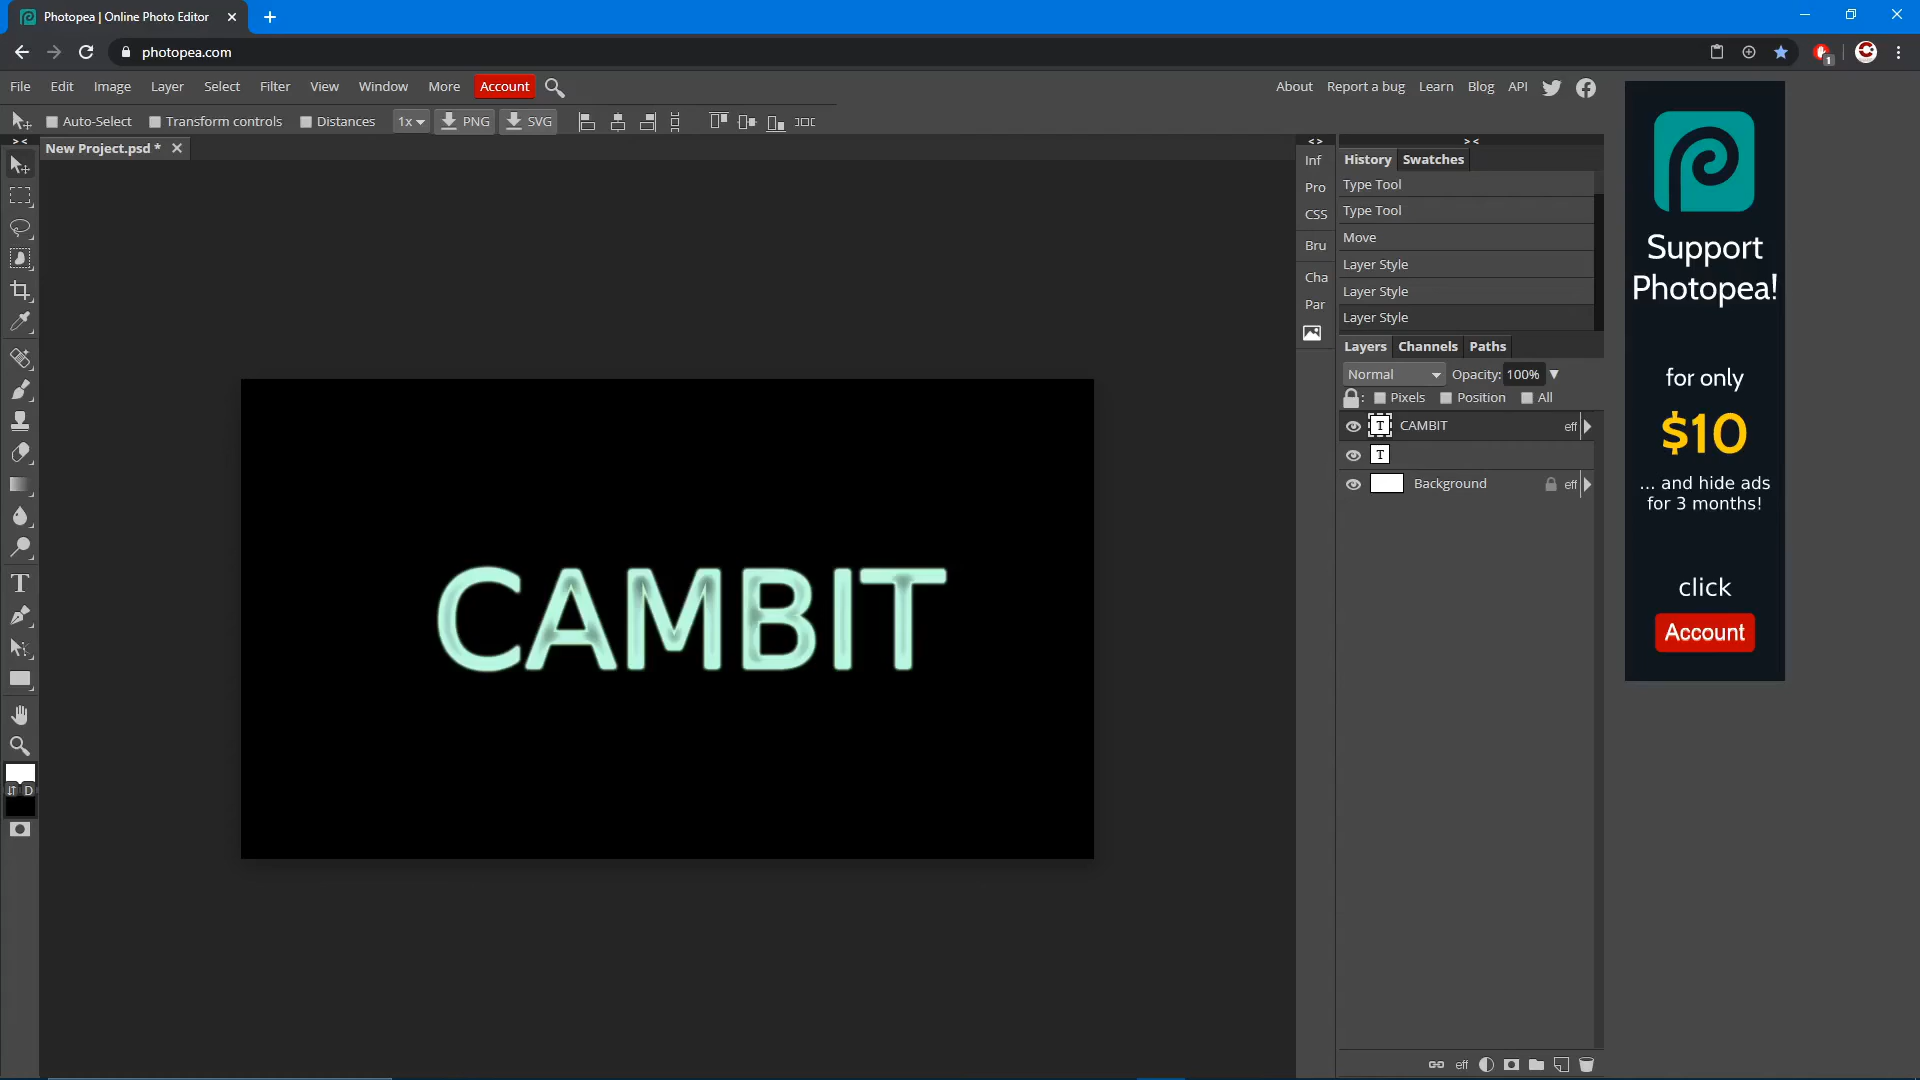 Photopea | Online Photo Editor
photopea.com
1
File Edit Image Layer Select Filter View Window More Account
About Report a bug Learn Blog API
Auto-Select Transform controls Distances 1x PNG SVG
New Project.psd *
Inf
Pro
CSS
Bru
Cha
Par
History Swatches
Type Tool
Type Tool
Move
Layer Style
Layer Style
Layer Style
Layers Channels Paths
Normal Opacity: 100%
: Pixels Position All
T CAMBIT eff
T
Background eff
eff
T
D
CAMBIT
Support
Photopea!
for only
$10
... and hide ads
for 3 months!
click
Account